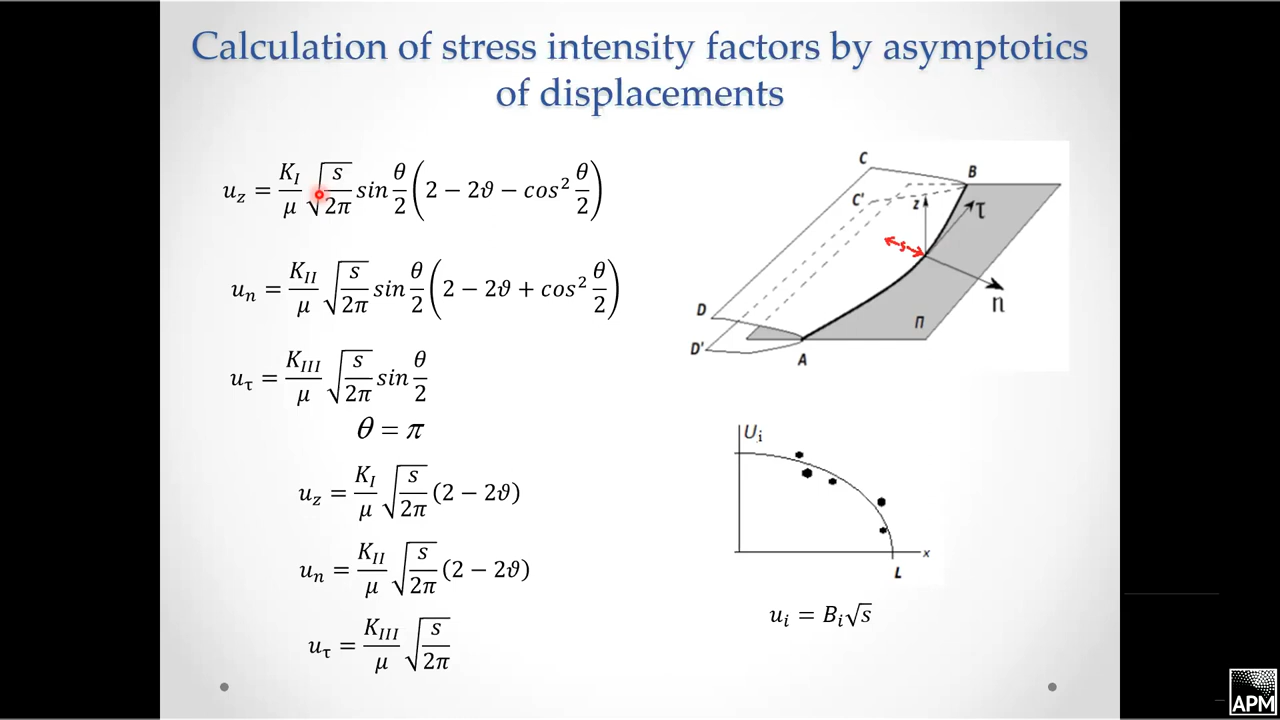 Calculation of stress intensity factors by asymptotics
of displacements
u_z = K_I/μ √(s/2π) sin θ/2 (2 − 2ϑ − cos² θ/2)
u_n = K_II/μ √(s/2π) sin θ/2 (2 − 2ϑ + cos² θ/2)
u_τ = K_III/μ √(s/2π) sin θ/2
θ = π
u_z = K_I/μ √(s/2π) (2 − 2ϑ)
u_n = K_II/μ √(s/2π) (2 − 2ϑ)
u_τ = K_III/μ √(s/2π)
C
B
C'
z
τ
s
n
D
Π
D'
A
U_i
x
L
u_i = B_i√s
APM